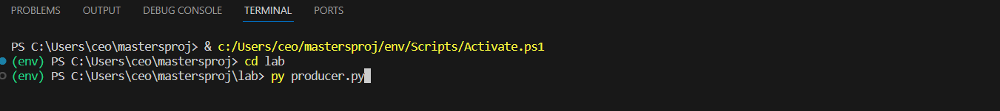 PROBLEMS OUTPUT DEBUG CONSOLE TERMINAL PORTS
PS C:\Users\ceo\mastersproj> & c:/Users/ceo/mastersproj/env/Scripts/Activate.ps1
(env) PS C:\Users\ceo\mastersproj> cd lab
(env) PS C:\Users\ceo\mastersproj\lab> py producer.py